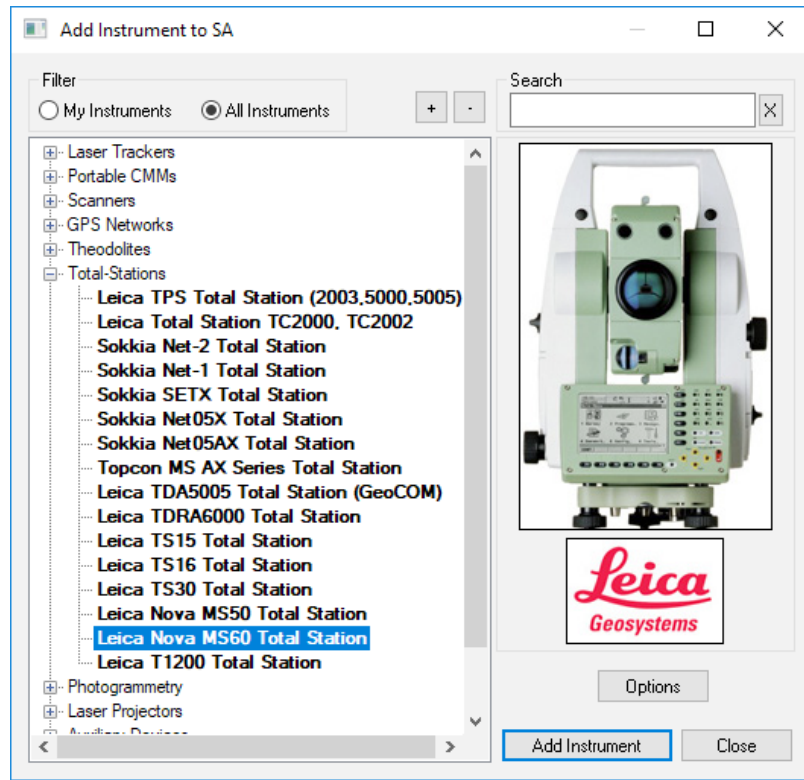 Add Instrument to SA
Filter
My Instruments
All Instruments
+
-
Search
X
Laser Trackers
Portable CMMs
Scanners
GPS Networks
Theodolites
Total-Stations
Leica TPS Total Station (2003,5000,5005)
Leica Total Station TC2000, TC2002
Sokkia Net-2 Total Station
Sokkia Net-1 Total Station
Sokkia SETX Total Station
Sokkia Net05X Total Station
Sokkia Net05AX Total Station
Topcon MS AX Series Total Station
Leica TDA5005 Total Station (GeoCOM)
Leica TDRA6000 Total Station
Leica TS15 Total Station
Leica TS16 Total Station
Leica TS30 Total Station
Leica Nova MS50 Total Station
Leica Nova MS60 Total Station
Leica T1200 Total Station
Photogrammetry
Laser Projectors
Leica
Geosystems
Options
Add Instrument
Close